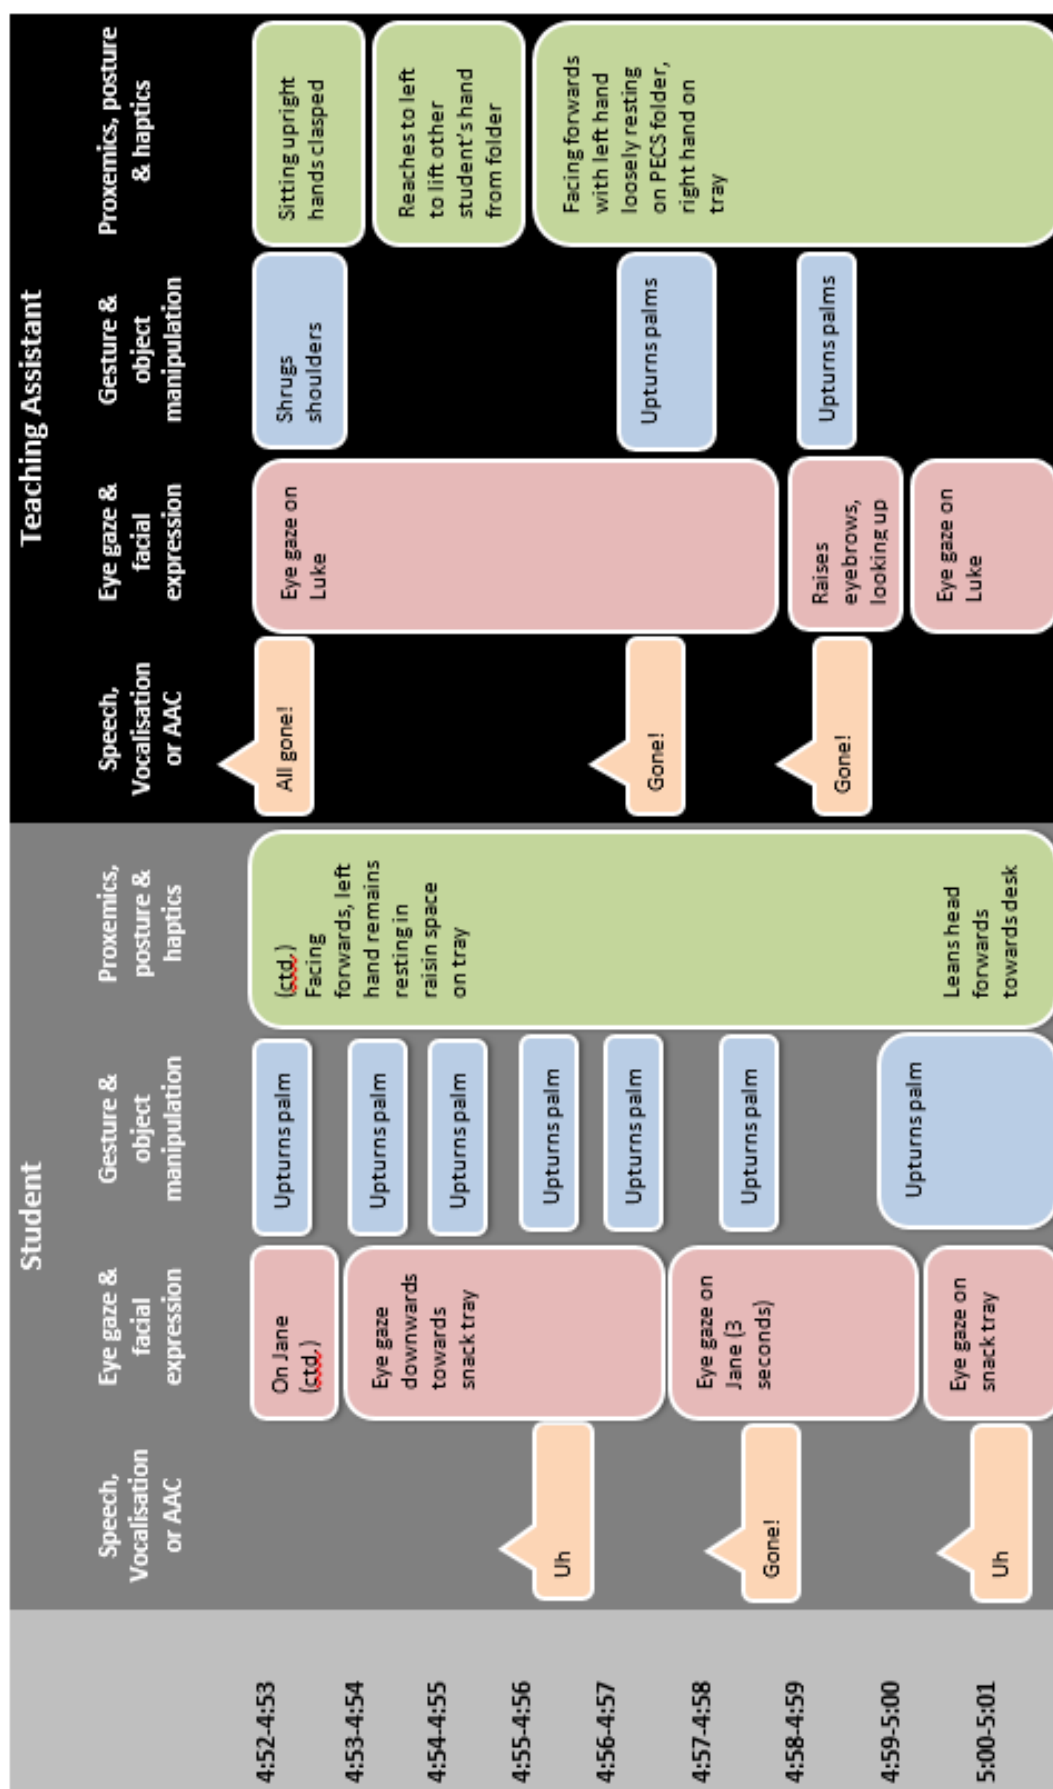 Student
Teaching Assistant
Speech,
Vocalisation
or AAC
Eye gaze &
facial
expression
Gesture &
object
manipulation
Proxemics,
posture &
haptics
Speech,
Vocalisation
or AAC
Eye gaze &
facial
expression
Gesture &
object
manipulation
Proxemics, posture
& haptics
4:52-4:53
4:53-4:54
4:54-4:55
4:55-4:56
4:56-4:57
4:57-4:58
4:58-4:59
4:59-5:00
5:00-5:01
Uh
Gone!
Uh
On Jane
(ctd.)
Eye gaze
downwards
towards
snack tray
Eye gaze on
Jane (3
seconds)
Eye gaze on
snack tray
Upturns palm
Upturns palm
Upturns palm
Upturns palm
Upturns palm
Upturns palm
Upturns palm
(ctd.)
Facing
forwards, left
hand remains
resting in
raisin space
on tray
Leans head
forwards
towards desk
All gone!
Gone!
Gone!
Eye gaze on
Luke
Raises
eyebrows,
looking up
Eye gaze on
Luke
Shrugs
shoulders
Upturns palms
Upturns palms
Sitting upright
hands clasped
Reaches to left
to lift other
student's hand
from folder
Facing forwards
with left hand
loosely resting
on PECS folder,
right hand on
tray